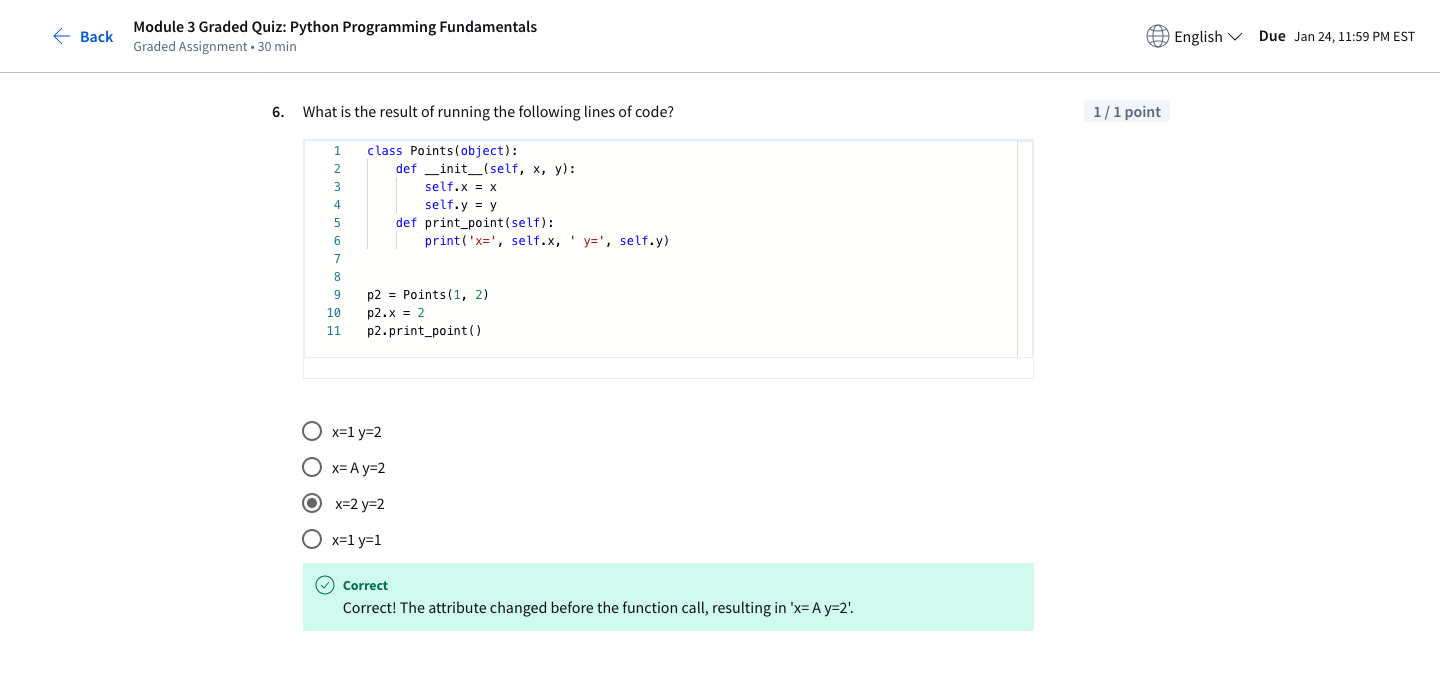 Back
Module 3 Graded Quiz: Python Programming Fundamentals
Graded Assignment • 30 min
English
Due Jan 24, 11:59 PM EST
6. What is the result of running the following lines of code?
1 / 1 point
1 class Points(object):
2     def __init__(self, x, y):
3         self.x = x
4         self.y = y
5     def print_point(self):
6         print('x=', self.x, ' y=', self.y)
7
8
9 p2 = Points(1, 2)
10 p2.x = 2
11 p2.print_point()
x=1 y=2
x= A y=2
x=2 y=2
x=1 y=1
Correct
Correct! The attribute changed before the function call, resulting in 'x= A y=2'.